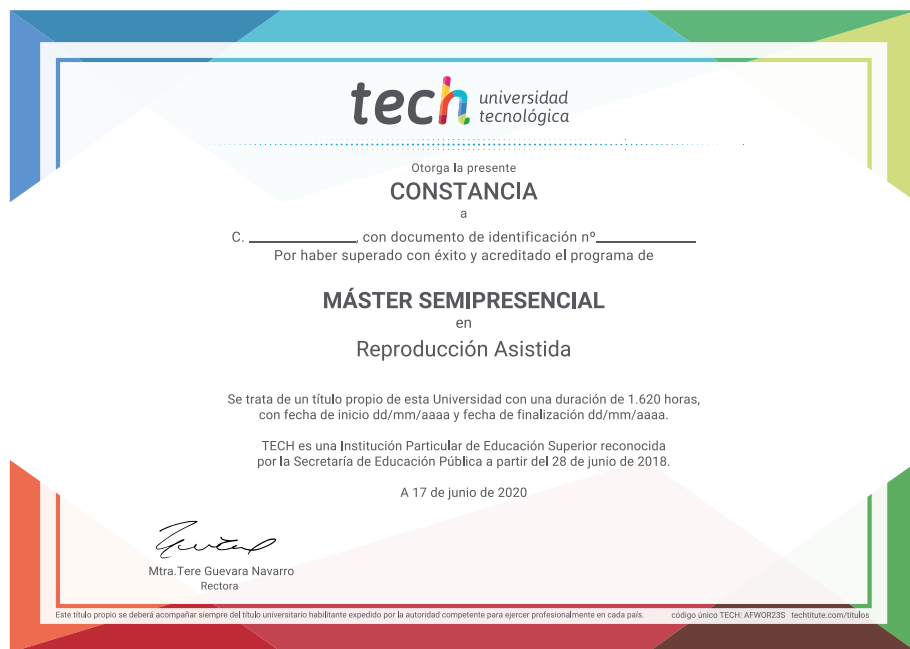 tech universidad
tecnológica
Otorga la presente
CONSTANCIA
a
C. ____________, con documento de identificación nº____________
Por haber superado con éxito y acreditado el programa de
MÁSTER SEMIPRESENCIAL
en
Reproducción Asistida
Se trata de un título propio de esta Universidad con una duración de 1.620 horas,
con fecha de inicio dd/mm/aaaa y fecha de finalización dd/mm/aaaa.
TECH es una Institución Particular de Educación Superior reconocida
por la Secretaría de Educación Pública a partir del 28 de junio de 2018.
A 17 de junio de 2020
Mtra.Tere Guevara Navarro
Rectora
Este título propio se deberá acompañar siempre del título universitario habilitante expedido por la autoridad competente para ejercer profesionalmente en cada país. código único TECH: AFWOR23S techtitute.com/titulos